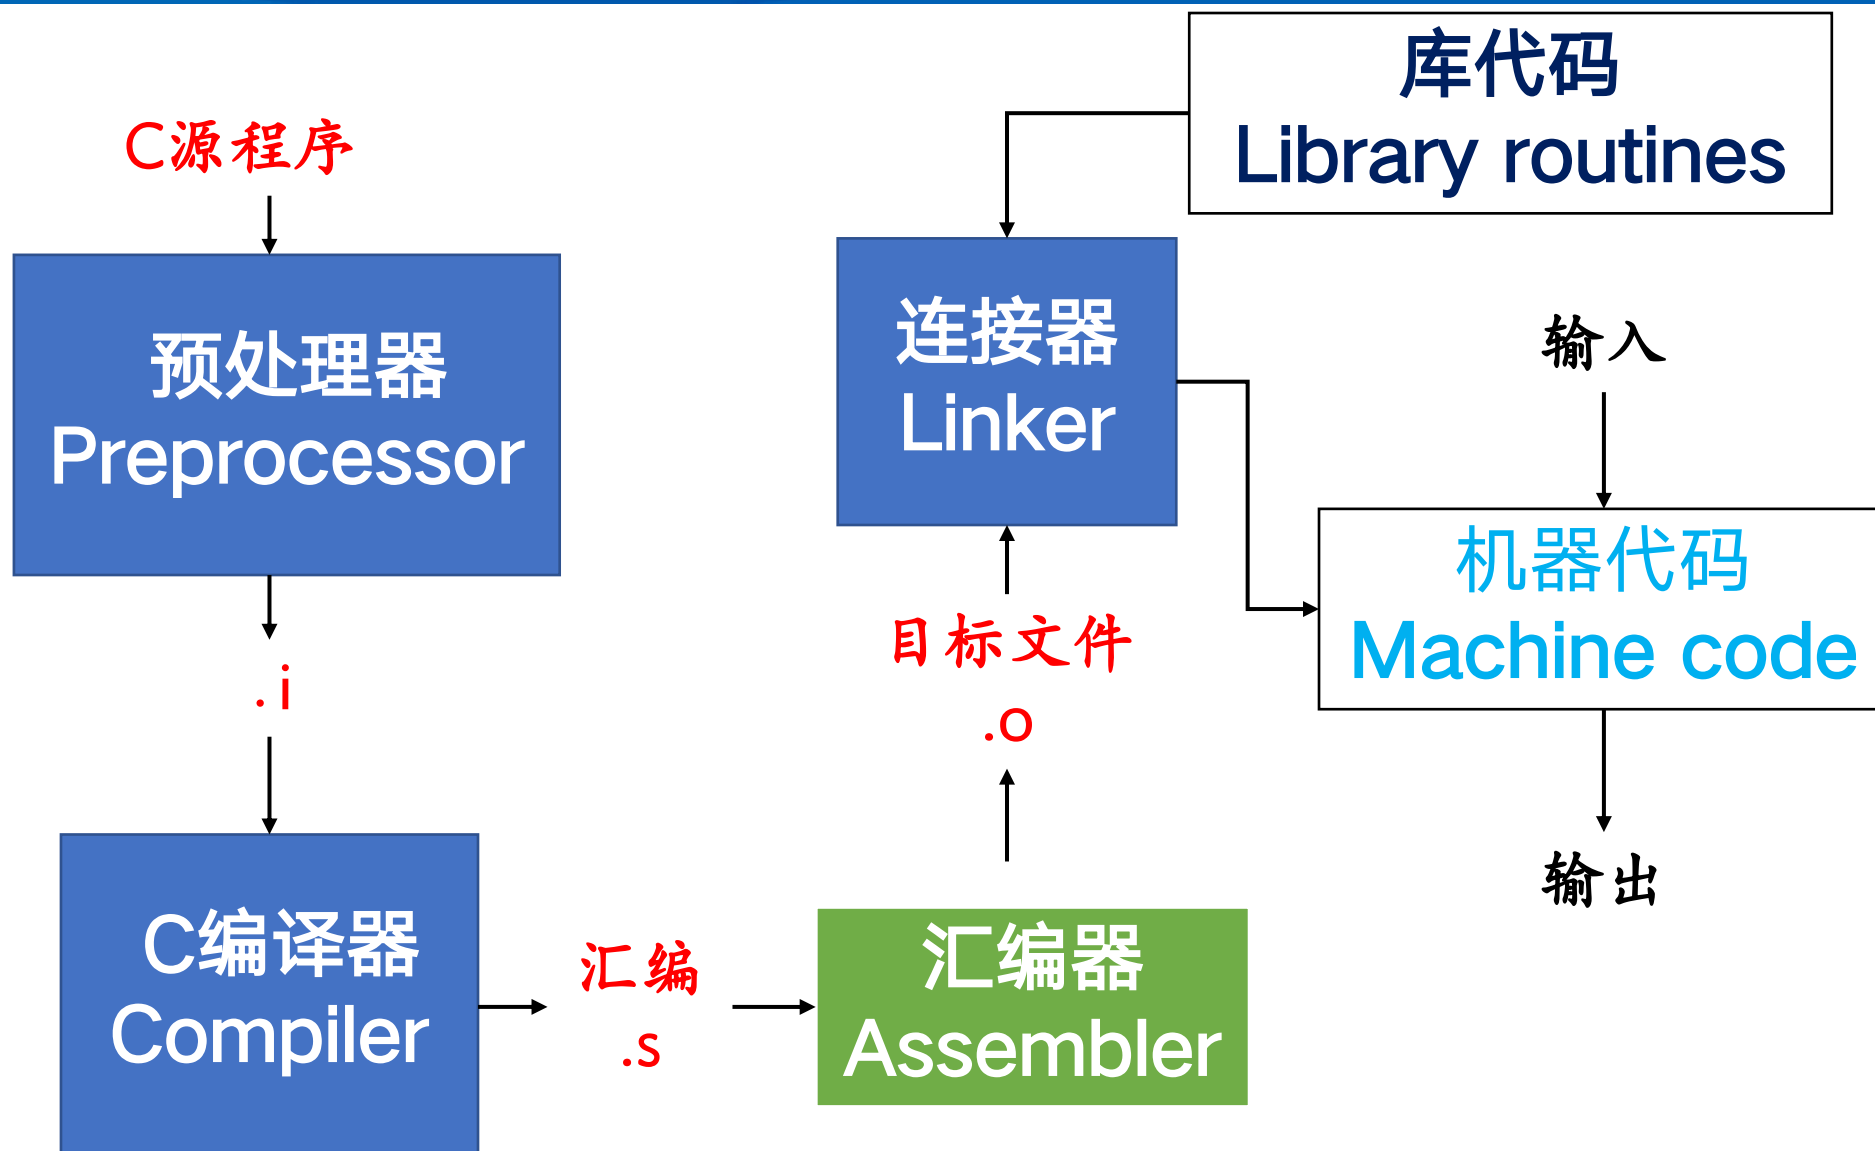 C源程序
预处理器
Preprocessor
.i
C编译器
Compiler
汇编
.s
汇编器
Assembler
目标文件
.o
连接器
Linker
库代码
Library routines
输入
机器代码
Machine code
输出